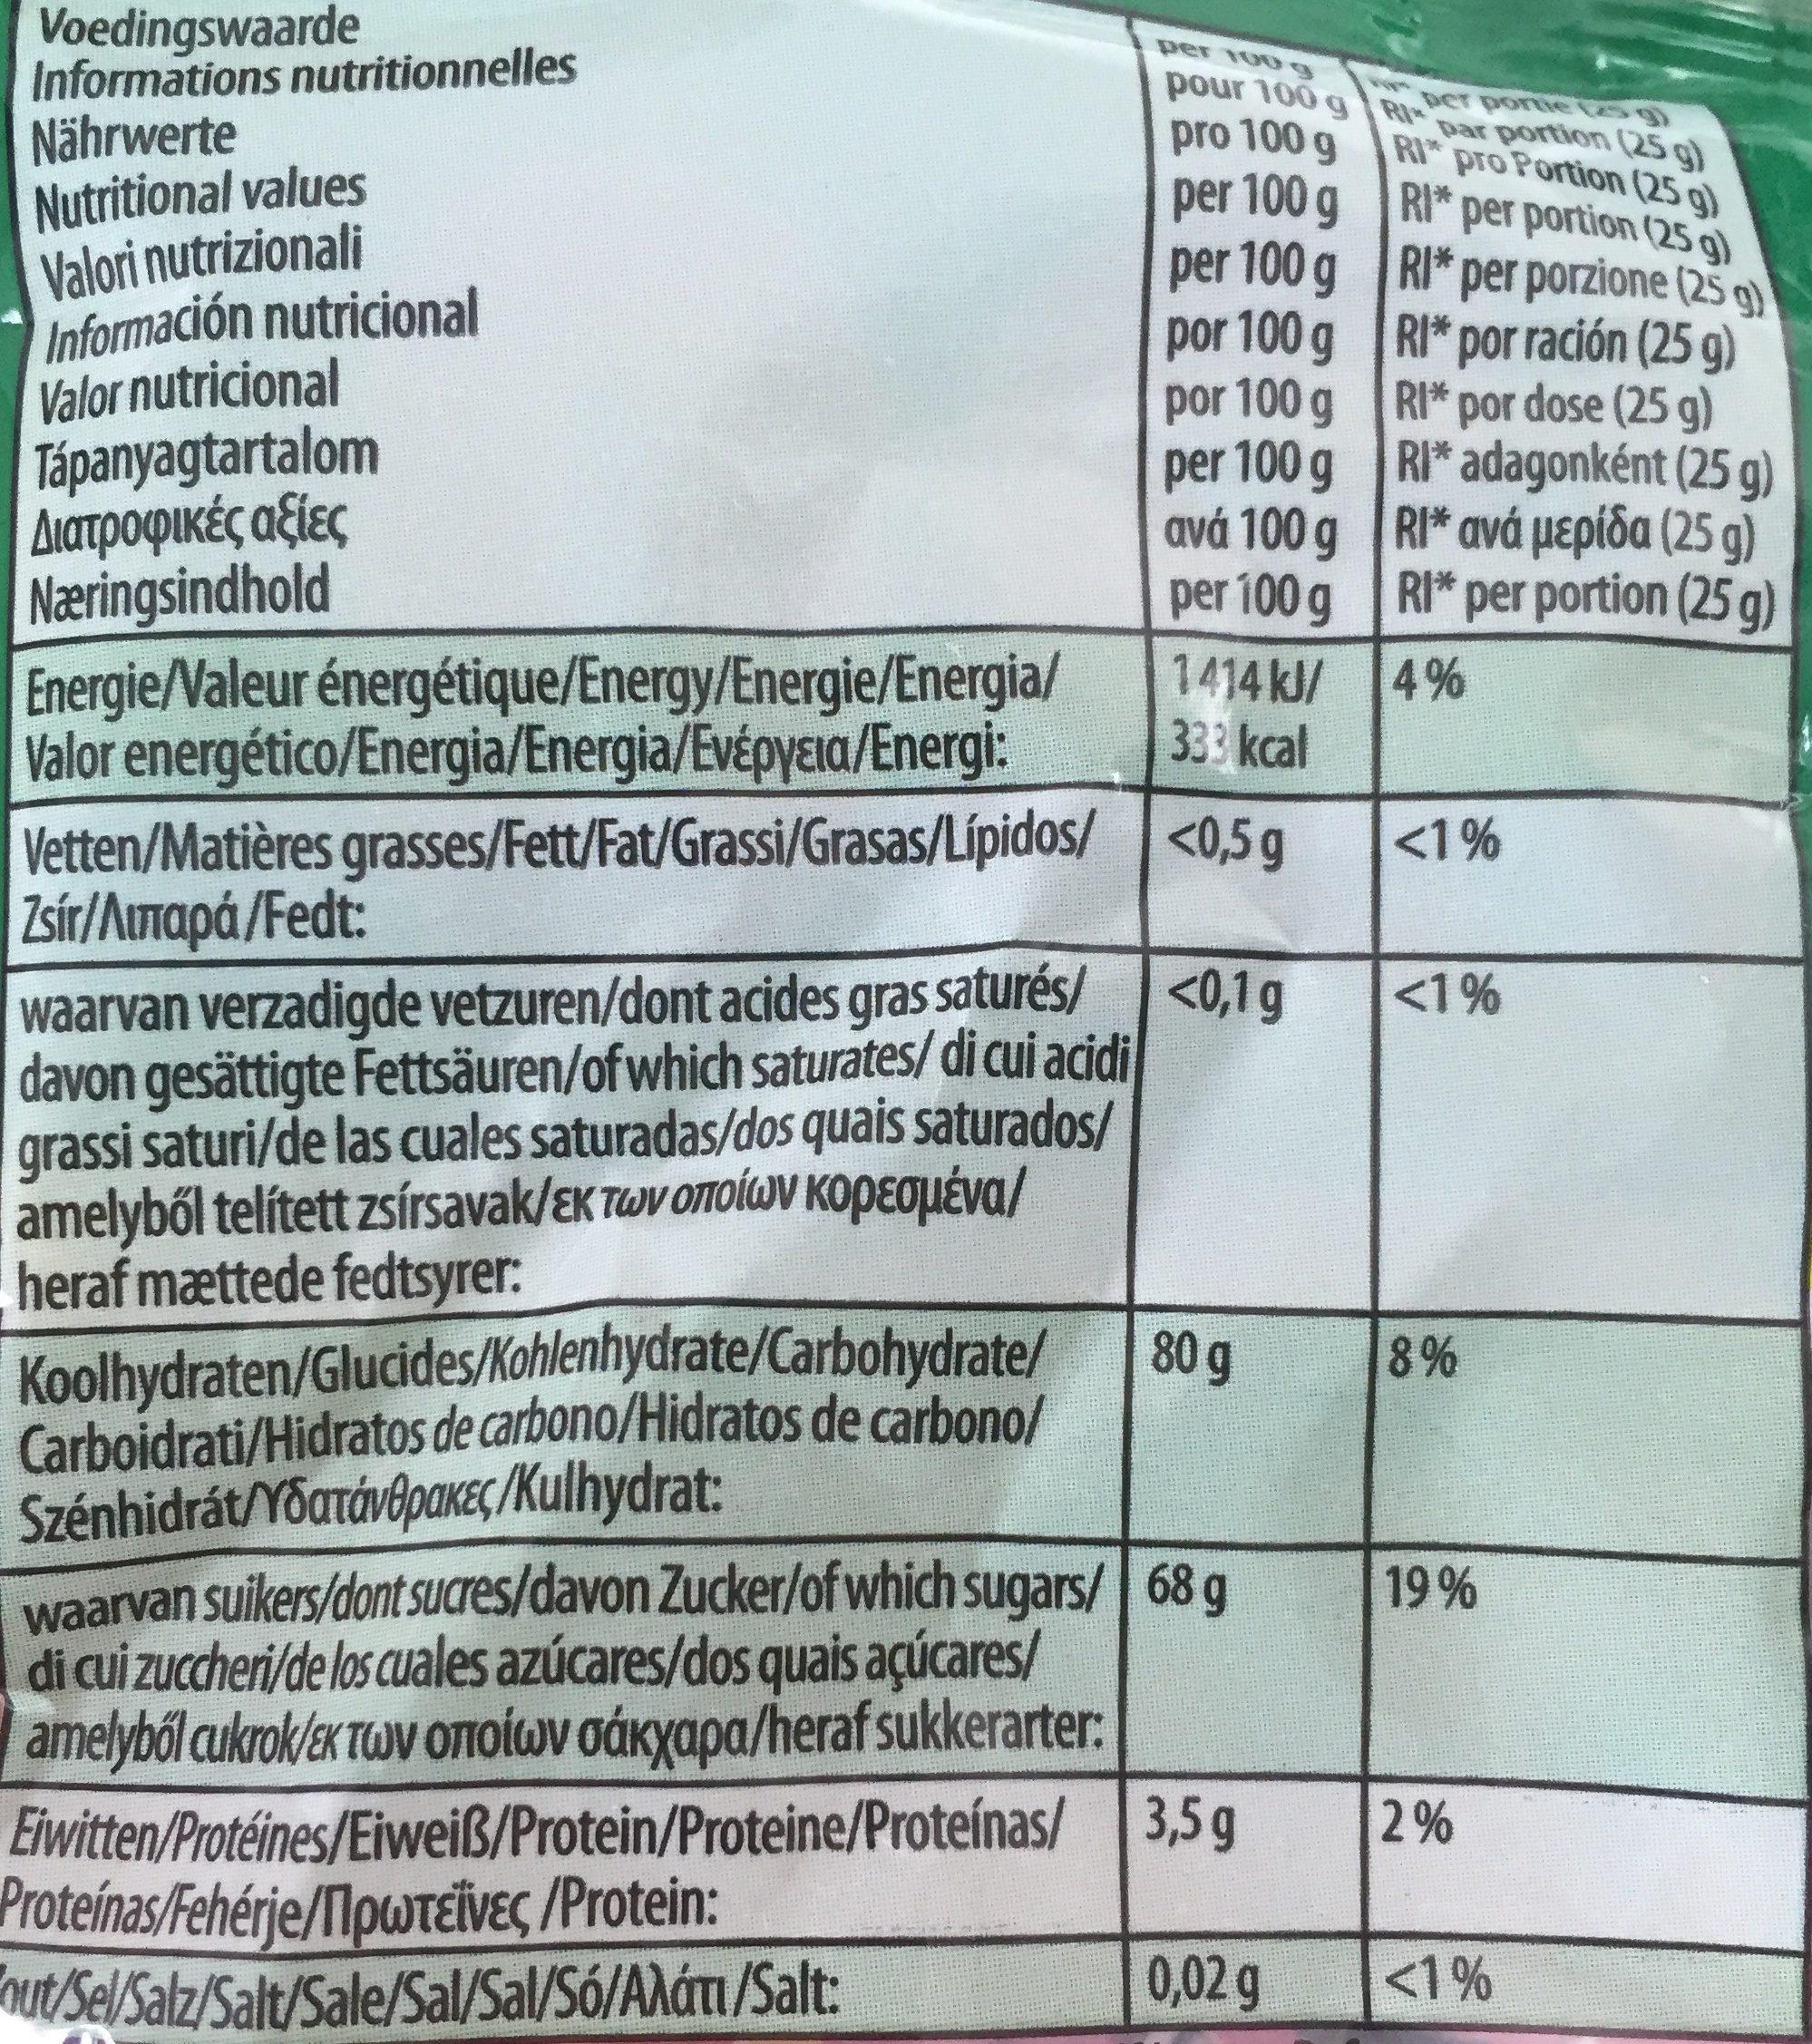 Voedingswaarde
Informations nutritionnelles
Nährwerte
Nutritional values
Valori nutrizionali
Información nutricional
Valor nutricional
Tápanyagtartalom
Διατροφικές αξίες
Næringsindhold
per 100 g
pour 100 g
pro 100 g
per 100 g
per 100 g
por 100 g
por 100 g
per 100 g
ανά 100 g
per 100 g
per portie (25 g)
RI* par portion (25 g)
RI* pro Portion (25 g)
RI* per portion (25 g)
RI* per porzione (25 g)
RI* por ración (25 g)
RI* por dose (25 g)
RI* adagonként (25 g)
RI* ανά μερίδα (25 g)
RI* per portion (25 g)
Energie/Valeur énergétique/Energy/Energie/Energia/
Valor energético/Energia/Energia/Ενέργεια/Energi:
1 414 kJ/
333 kcal
4 %
Vetten/Matières grasses/Fett/Fat/Grassi/Grasas/Lípidos/
Zsír/Λιπαρά/Fedt:
<0,5 g
<1 %
waarvan verzadigde vetzuren/dont acides gras saturés/
davon gesättigte Fettsäuren/of which saturates/ di cui acidi
grassi saturi/de las cuales saturadas/dos quais saturados/
amelyből telített zsírsavak/εκ των οποίων κορεσμένα/
heraf mættede fedtsyrer:
<0,1 g
<1 %
Koolhydraten/Glucides/Kohlenhydrate/Carbohydrate/
Carboidrati/Hidratos de carbono/Hidratos de carbono/
Szénhidrát/Υδατάνθρακες/Kulhydrat:
80 g
8 %
waarvan suikers/dont sucres/davon Zucker/of which sugars/
di cui zuccheri/de los cuales azúcares/dos quais açúcares/
amelyből cukrok/εκ των οποίων σάκχαρα/heraf sukkerarter:
68 g
19 %
Eiwitten/Protéines/Eiweiß/Protein/Proteine/Proteínas/
Proteínas/Fehérje/Πρωτεΐνες /Protein:
3,5 g
2 %
out/Sel/Salz/Salt/Sale/Sal/Sal/Só/Αλάτι /Salt:
0,02 g
<1 %